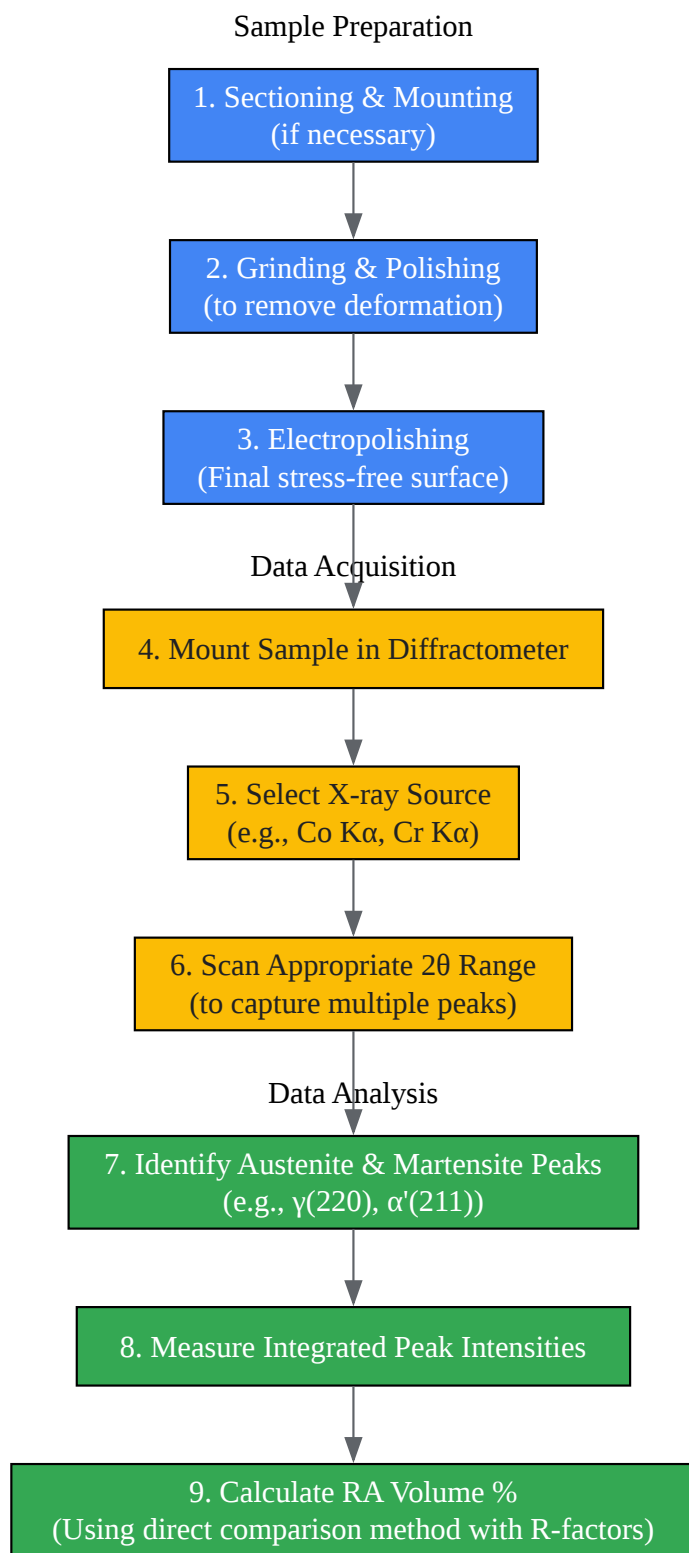 Sample Preparation
1. Sectioning & Mounting
(if necessary)
2. Grinding & Polishing
(to remove deformation)
3. Electropolishing
(Final stress-free surface)
Data Acquisition
4. Mount Sample in Diffractometer
5. Select X-ray Source
(e.g., Co Kα, Cr Kα)
6. Scan Appropriate 2θ Range
(to capture multiple peaks)
Data Analysis
7. Identify Austenite & Martensite Peaks
(e.g., γ(220), α'(211))
8. Measure Integrated Peak Intensities
9. Calculate RA Volume %
(Using direct comparison method with R-factors)